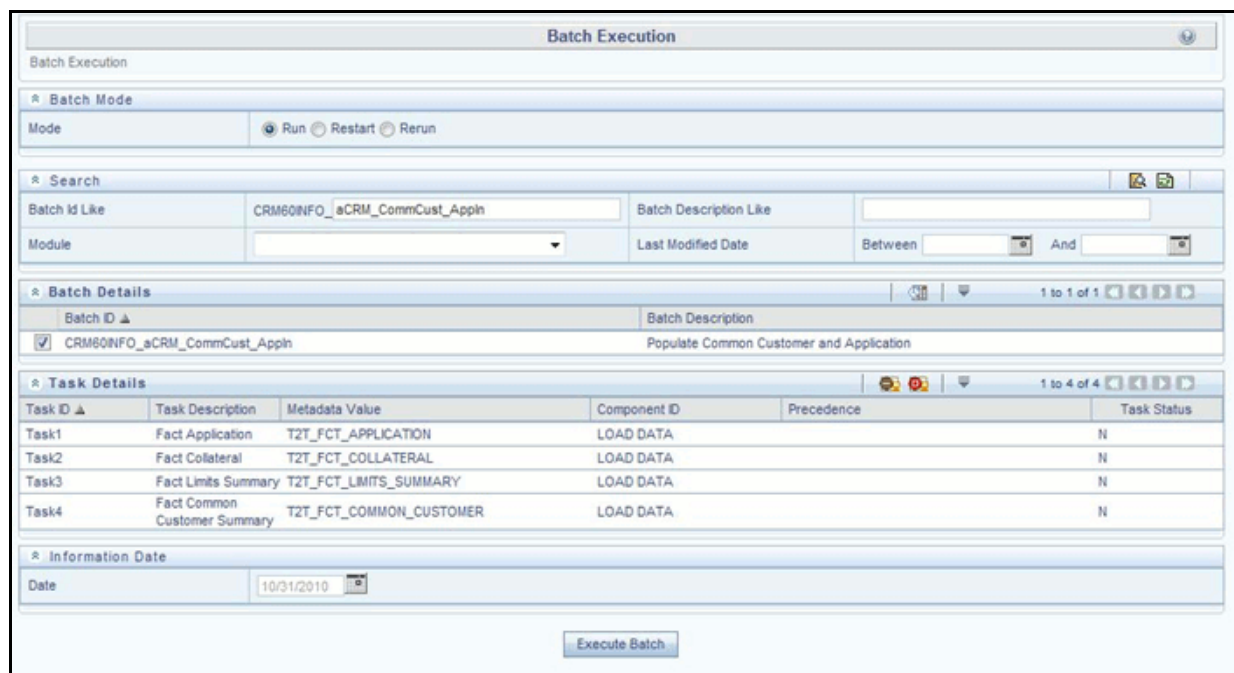 Batch Execution
Batch Execution
Batch Mode
Mode Run Restart Rerun
Search
Batch Id Like CRM60INFO_ aCRM_CommCust_Appln Batch Description Like
Module Last Modified Date Between And
Batch Details 1 to 1 of 1
Batch ID Batch Description
CRM60INFO_aCRM_CommCust_Appln Populate Common Customer and Application
Task Details 1 to 4 of 4
Task ID Task Description Metadata Value Component ID Precedence Task Status
Task1 Fact Application T2T_FCT_APPLICATION LOAD DATA N
Task2 Fact Collateral T2T_FCT_COLLATERAL LOAD DATA N
Task3 Fact Limits Summary T2T_FCT_LIMITS_SUMMARY LOAD DATA N
Task4 Fact Common Customer Summary T2T_FCT_COMMON_CUSTOMER LOAD DATA N
Information Date
Date 10/31/2010
Execute Batch